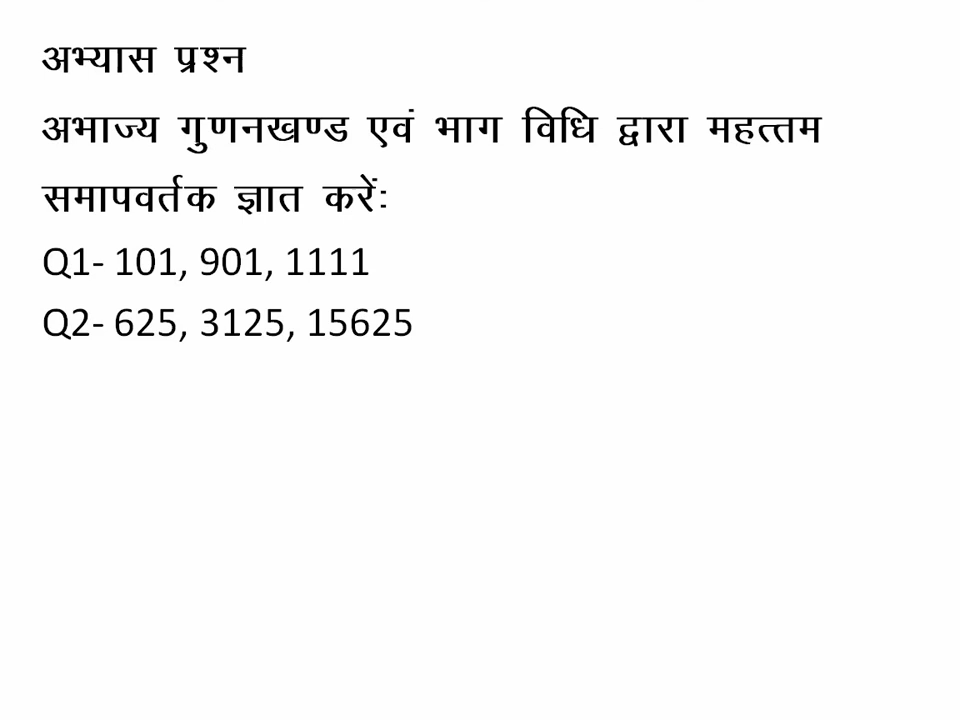 अभ्यास प्रश्न
अभाज्य गुणनखण्ड एवं भाग विधि द्वारा महत्तम
समापवर्तक ज्ञात करेंः
Q1- 101, 901, 1111
Q2- 625, 3125, 15625